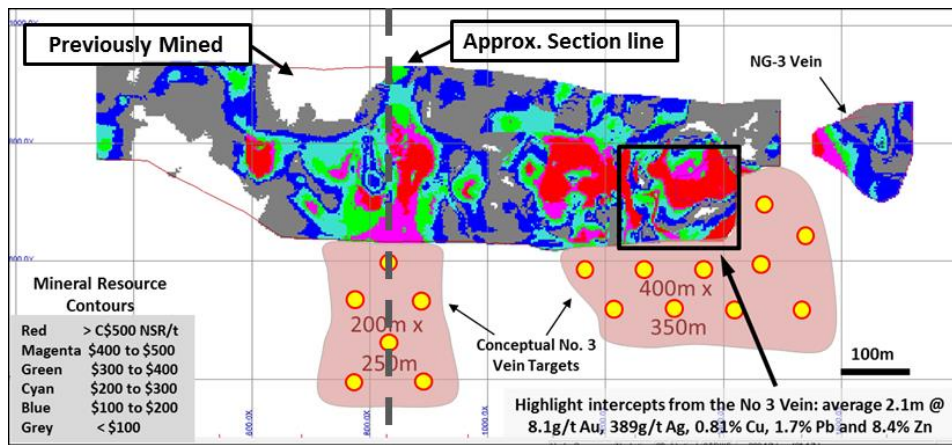 Previously Mined
Approx. Section line
NG-3 Vein
Mineral Resource
Contours
Red > C$500 NSR/t
Magenta $400 to $500
Green $300 to $400
Cyan $200 to $300
Blue $100 to $200
Grey < $100
200m x
250m
Conceptual No. 3
Vein Targets
400m x
350m
100m
Highlight intercepts from the No 3 Vein: average 2.1m @
8.1g/t Au, 389g/t Ag, 0.81% Cu, 1.7% Pb and 8.4% Zn